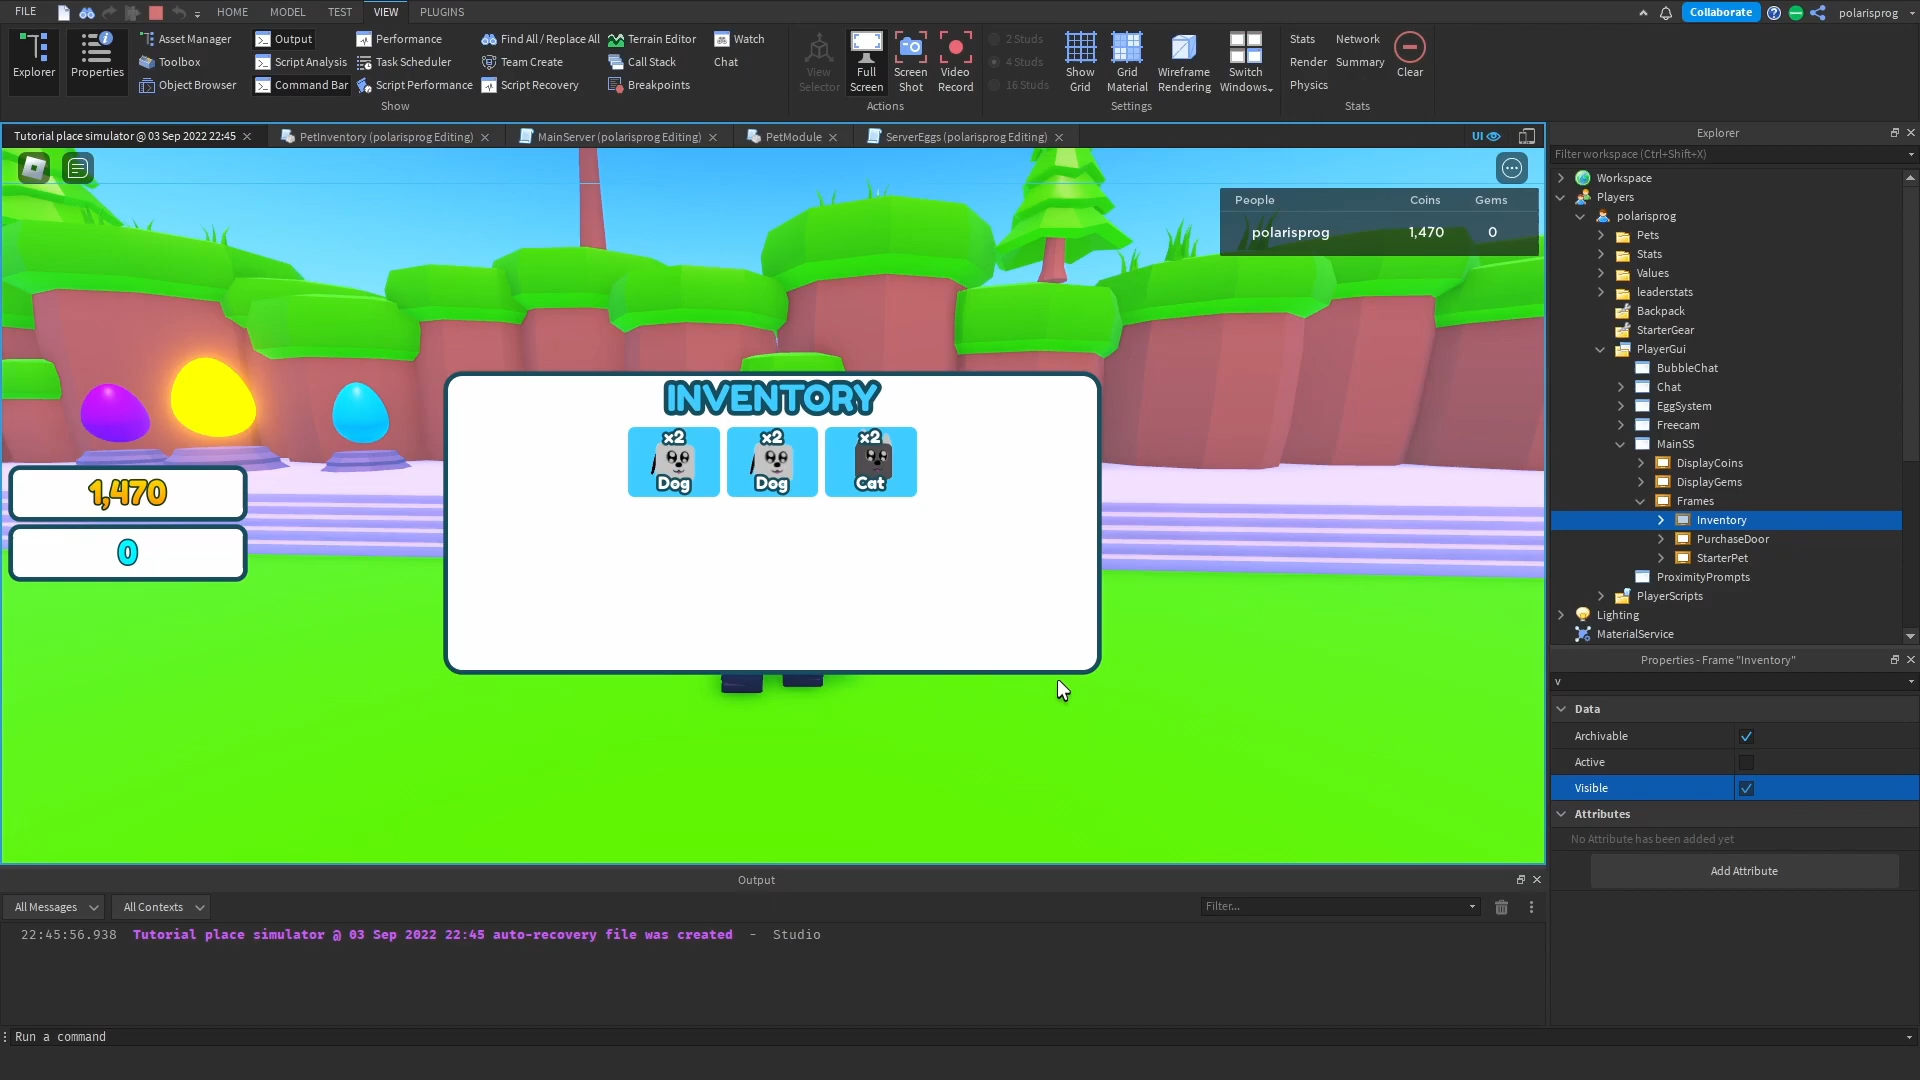 FILE
HOME
MODEL
TEST
VIEW
PLUGINS
Collaborate
polarisprog
Explorer
Properties
Asset Manager
Toolbox
Object Browser
Output
Script Analysis
Command Bar
Performance
Task Scheduler
Script Performance
Find All / Replace All
Team Create
Script Recovery
Terrain Editor
Call Stack
Breakpoints
Watch
Chat
Show
View
Selector
Full
Screen
Screen
Shot
Video
Record
Actions
2 Studs
4 Studs
16 Studs
Show
Grid
Grid
Material
Wireframe
Rendering
Switch
Windows
Settings
Stats
Network
Render
Summary
Physics
Clear
Stats
Tutorial place simulator @ 03 Sep 2022 22:45
PetInventory (polarisprog Editing)
MainServer (polarisprog Editing)
PetModule
ServerEggs (polarisprog Editing)
UI
People Coins Gems
polarisprog 1,470 0
1,470
0
INVENTORY
x2 x2 x2
Dog Dog Cat
Explorer
Filter workspace (Ctrl+Shift+X)
Workspace
Players
polarisprog
Pets
Stats
Values
leaderstats
Backpack
StarterGear
PlayerGui
BubbleChat
Chat
EggSystem
Freecam
MainSS
DisplayCoins
DisplayGems
Frames
Inventory
PurchaseDoor
StarterPet
ProximityPrompts
PlayerScripts
Lighting
MaterialService
Properties - Frame "Inventory"
v
Data
Archivable
Active
Visible
Attributes
No Attribute has been added yet
Add Attribute
Output
All Messages
All Contexts
Filter...
22:45:56.938 Tutorial place simulator @ 03 Sep 2022 22:45 auto-recovery file was created - Studio
Run a command